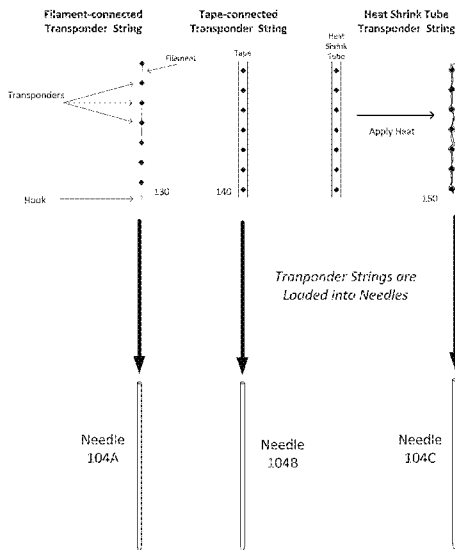 Filament-connected
Transponder String
Tape-connected
Transponder String
Heat Shrink Tube
Transponder String
Filament
Tape
Heat
Shrink
Tube
Transponders
Apply Heat
Hook
130
140
150
Tranponder Strings are
Loaded into Needles
Needle
104A
Needle
104B
Needle
104C